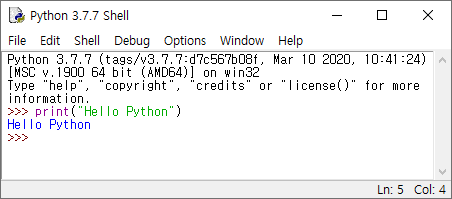 Python 3.7.7 Shell
File Edit Shell Debug Options Window Help
Python 3.7.7 (tags/v3.7.7:d7c567b08f, Mar 10 2020, 10:41:24)
[MSC v.1900 64 bit (AMD64)] on win32
Type "help", "copyright", "credits" or "license()" for more
information.
>>> print("Hello Python")
Hello Python
>>>
Ln: 5 Col: 4